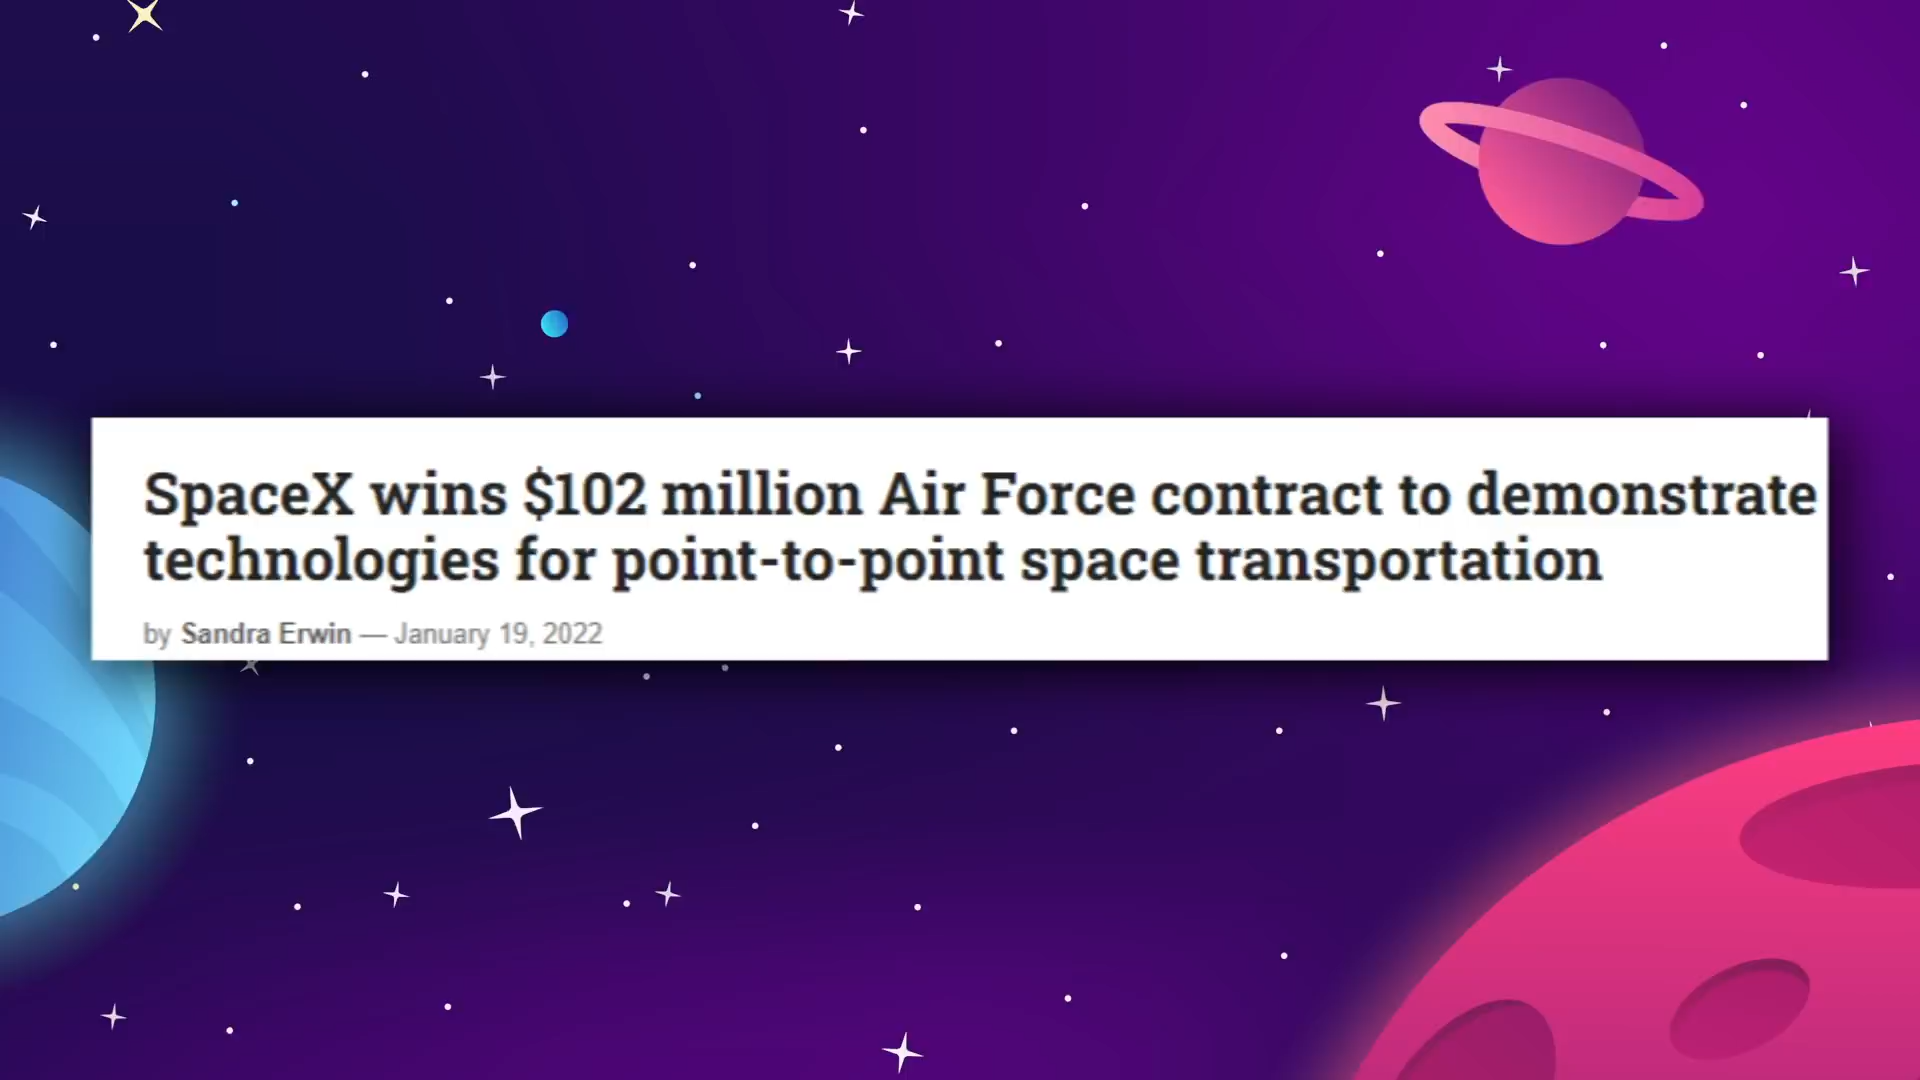 SpaceX wins $102 million Air Force contract to demonstrate
technologies for point-to-point space transportation
by Sandra Erwin — January 19, 2022